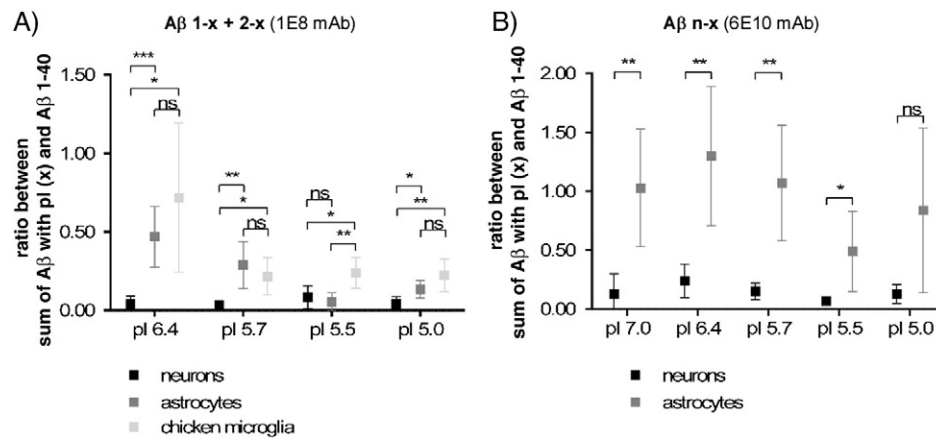 A)
Aβ 1-x + 2-x (1E8 mAb)
ratio between
sum of Aβ with pI (x) and Aβ 1-40
1.50
1.00
0.50
0.00
***
*
ns
**
*
ns
ns
*
**
*
**
ns
pI 6.4
pI 5.7
pI 5.5
pI 5.0
neurons
astrocytes
chicken microglia
B)
Aβ n-x (6E10 mAb)
ratio between
sum of Aβ with pI (x) and Aβ 1-40
2.00
1.50
1.00
0.50
0.00
**
**
**
*
ns
pI 7.0
pI 6.4
pI 5.7
pI 5.5
pI 5.0
neurons
astrocytes